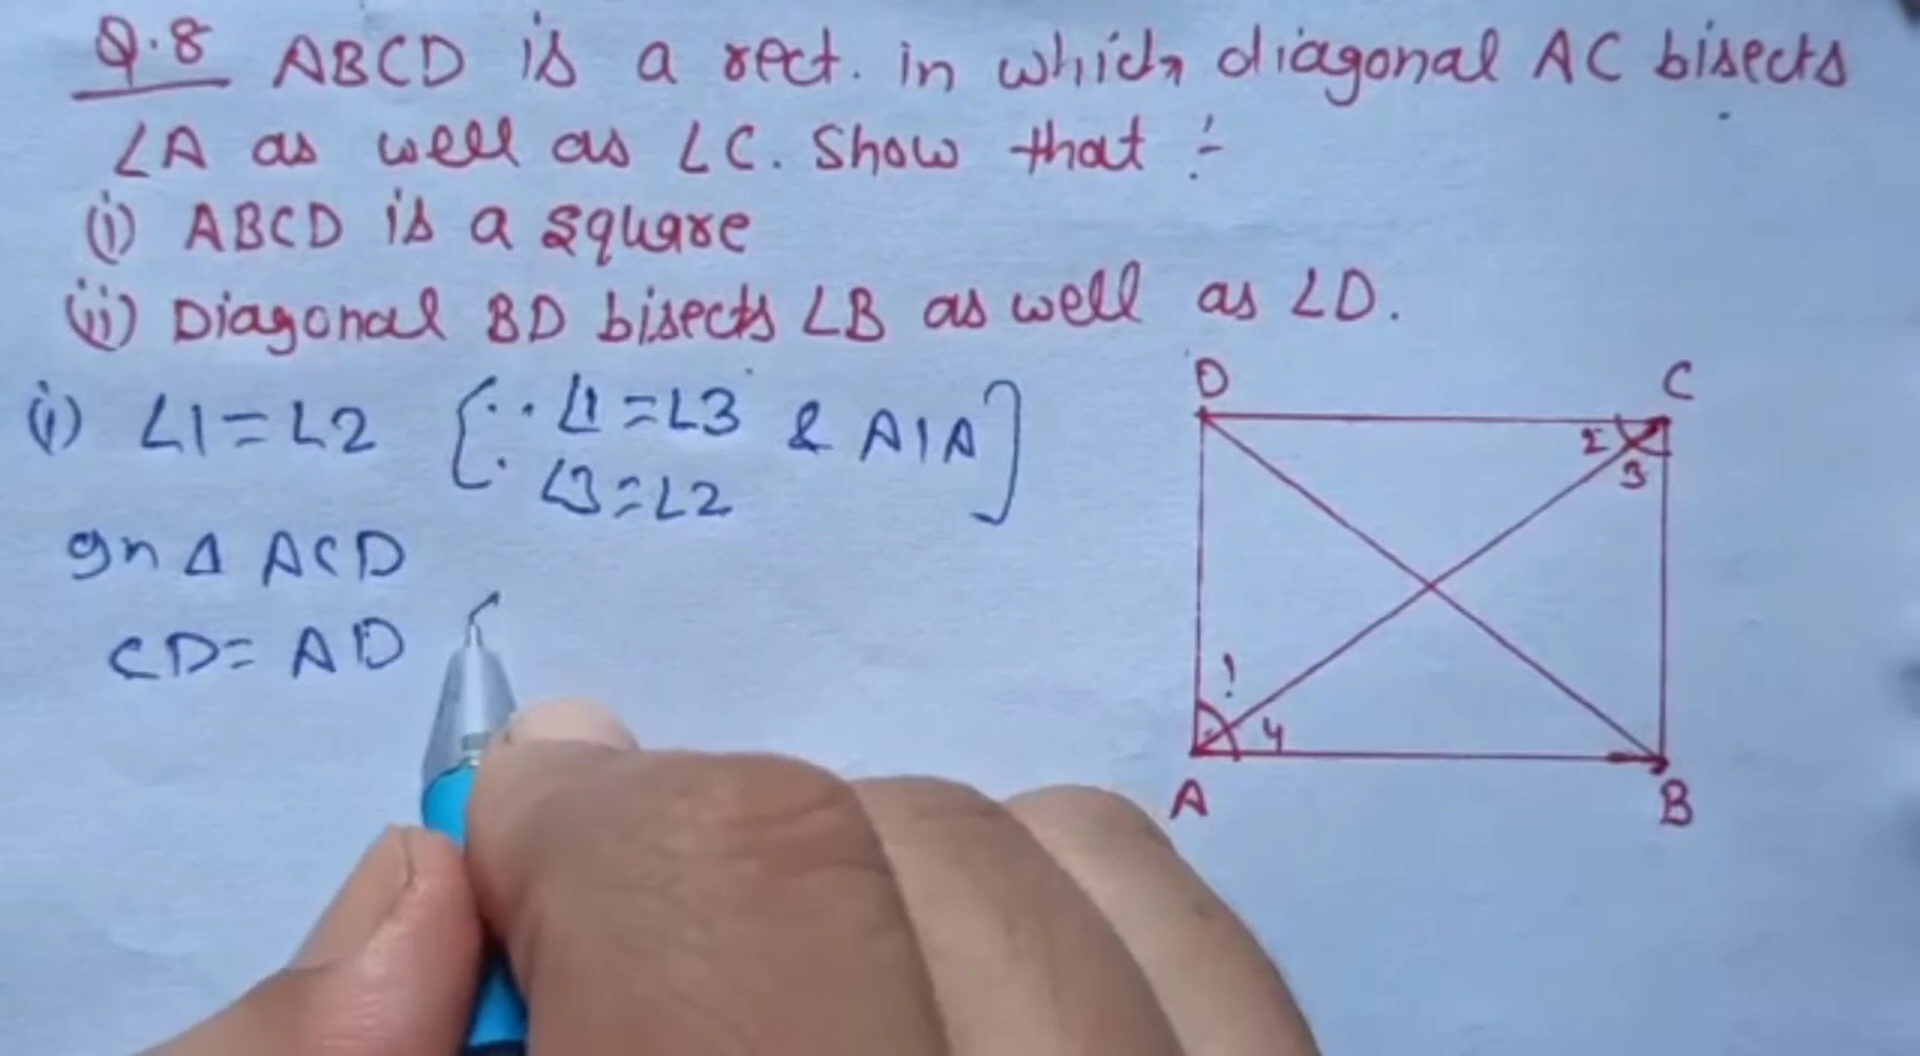 Q.8 ABCD is a rect. in which diagonal AC bisects
∠A as well as ∠C. Show that :-
(i) ABCD is a square
(ii) Diagonal BD bisects ∠B as well as ∠D.
(i) ∠1=∠2 [∵ ∠1=∠3 & AIA]
∠3=∠2
In Δ ACD
CD= AD
D C
2
3
1
4
A B